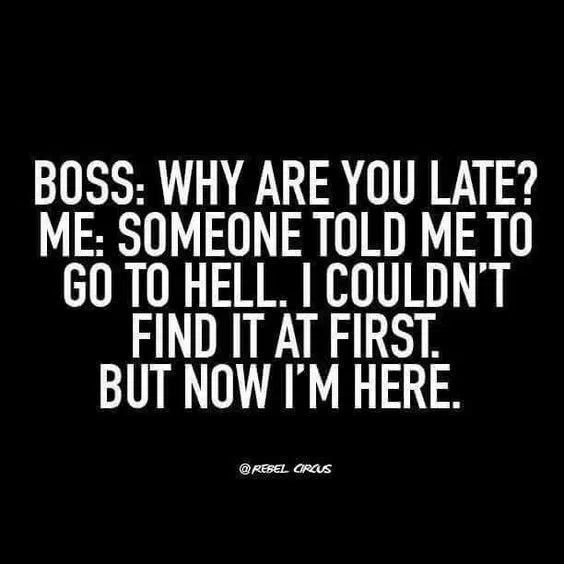 BOSS: WHY ARE YOU LATE?
ME: SOMEONE TOLD ME TO
GO TO HELL. I COULDN'T
FIND IT AT FIRST.
BUT NOW I'M HERE.
@REBEL CIRCUS